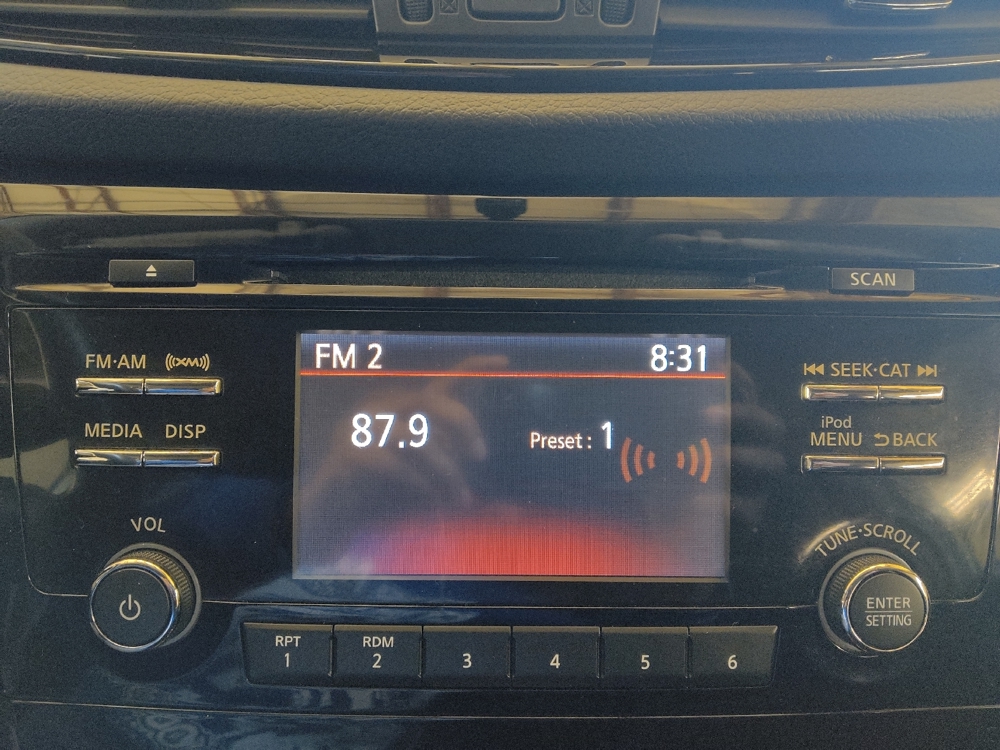 SCAN
FM·AM
XM
FM 2
8:31
SEEK·CAT
87.9
Preset : 1
MEDIA
DISP
iPod
MENU
BACK
VOL
TUNE·SCROLL
ENTER
SETTING
RPT
1
RDM
2
3
4
5
6